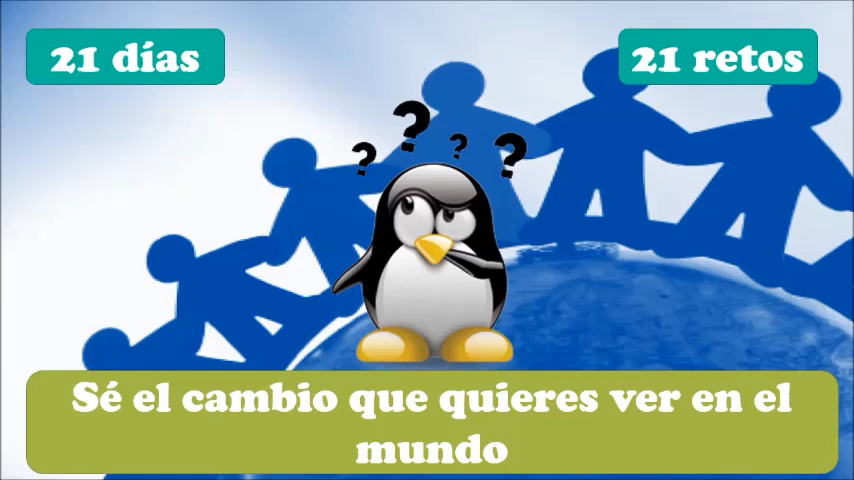 21 días
21 retos
? ? ? ?
Sé el cambio que quieres ver en el
mundo